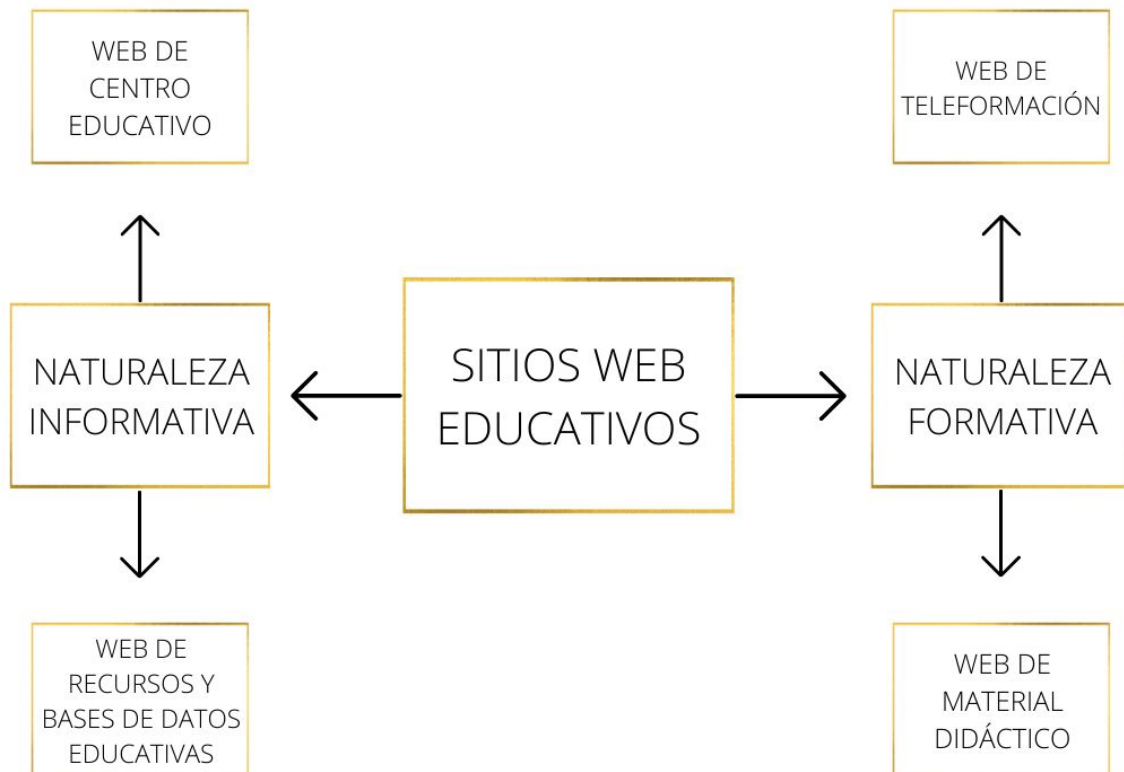 WEB DE
CENTRO
EDUCATIVO
WEB DE
TELEFORMACIÓN
NATURALEZA
INFORMATIVA
SITIOS WEB
EDUCATIVOS
NATURALEZA
FORMATIVA
WEB DE
RECURSOS Y
BASES DE DATOS
EDUCATIVAS
WEB DE
MATERIAL
DIDÁCTICO